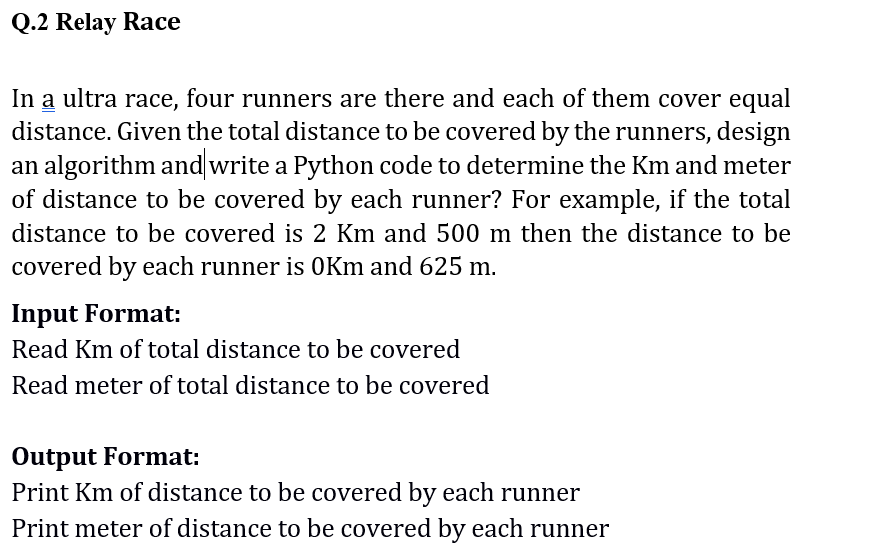 Q.2 Relay Race
In a ultra race, four runners are there and each of them cover equal
distance. Given the total distance to be covered by the runners, design
an algorithm and write a Python code to determine the Km and meter
of distance to be covered by each runner? For example, if the total
distance to be covered is 2 Km and 500 m then the distance to be
covered by each runner is 0Km and 625 m.
Input Format:
Read Km of total distance to be covered
Read meter of total distance to be covered
Output Format:
Print Km of distance to be covered by each runner
Print meter of distance to be covered by each runner